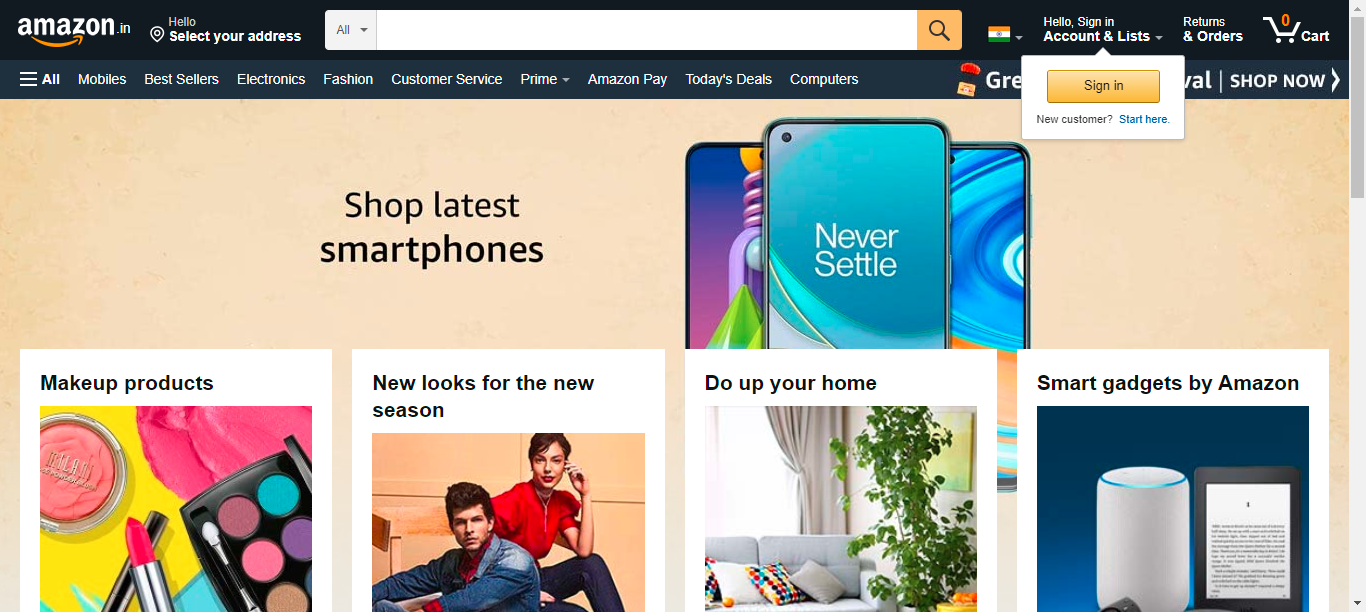 amazon.in
Hello
Select your address
All
Hello, Sign in
Account & Lists
Returns
& Orders
0
Cart
All
Mobiles
Best Sellers
Electronics
Fashion
Customer Service
Prime
Amazon Pay
Today's Deals
Computers
Gre
val | SHOP NOW
Sign in
New customer? Start here.
Shop latest
smartphones
Never
Settle
Makeup products
New looks for the new
season
Do up your home
Smart gadgets by Amazon
MILANI